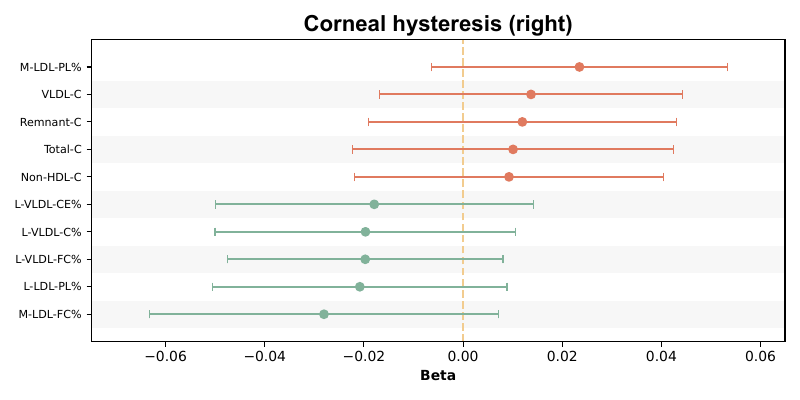 Corneal hysteresis (right)
M-LDL-PL%
VLDL-C
Remnant-C
Total-C
Non-HDL-C
L-VLDL-CE%
L-VLDL-C%
L-VLDL-FC%
L-LDL-PL%
M-LDL-FC%
−0.06 −0.04 −0.02 0.00 0.02 0.04 0.06
Beta